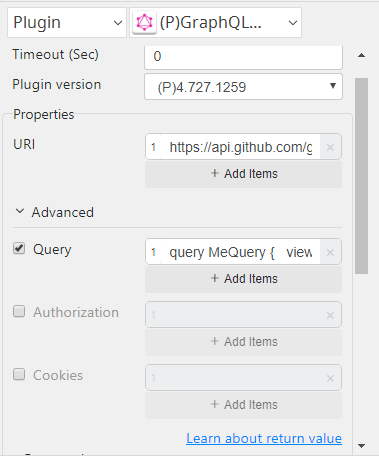 Plugin (P)GraphQL...
Timeout (Sec) 0
Plugin version (P)4.727.1259
Properties
URI 1 https://api.github.com/g ×
+ Add Items
Advanced
Query 1 query MeQuery { view ×
+ Add Items
Authorization 1 ×
+ Add Items
Cookies 1 ×
+ Add Items
Learn about return value